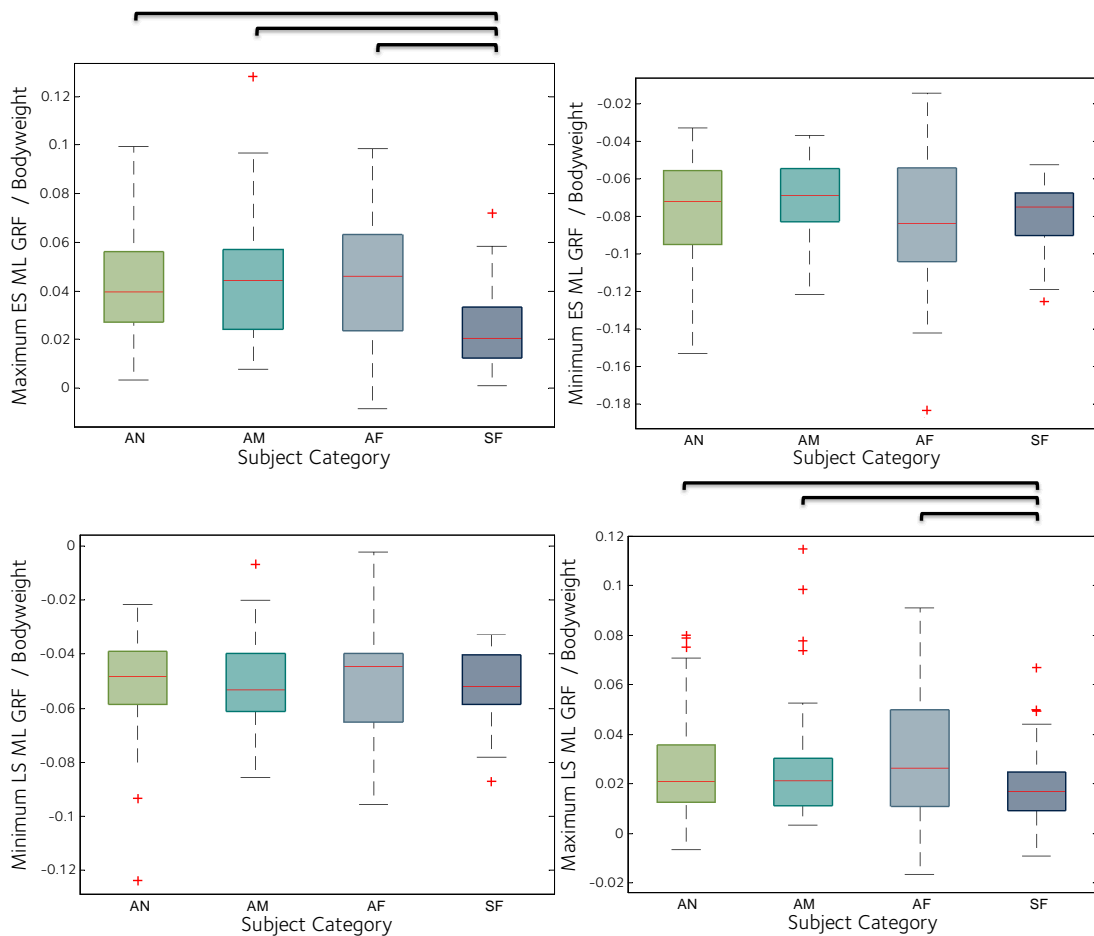 Maximum ES ML GRF / Bodyweight
0.12
0.1
0.08
0.06
0.04
0.02
0
AN AM AF SF
Subject Category
Minimum ES ML GRF / Bodyweight
-0.02
-0.04
-0.06
-0.08
-0.1
-0.12
-0.14
-0.16
-0.18
AN AM AF SF
Subject Category
Minimum LS ML GRF / Bodyweight
0
-0.02
-0.04
-0.06
-0.08
-0.1
-0.12
AN AM AF SF
Subject Category
Maximum LS ML GRF / Bodyweight
0.12
0.1
0.08
0.06
0.04
0.02
0
-0.02
AN AM AF SF
Subject Category